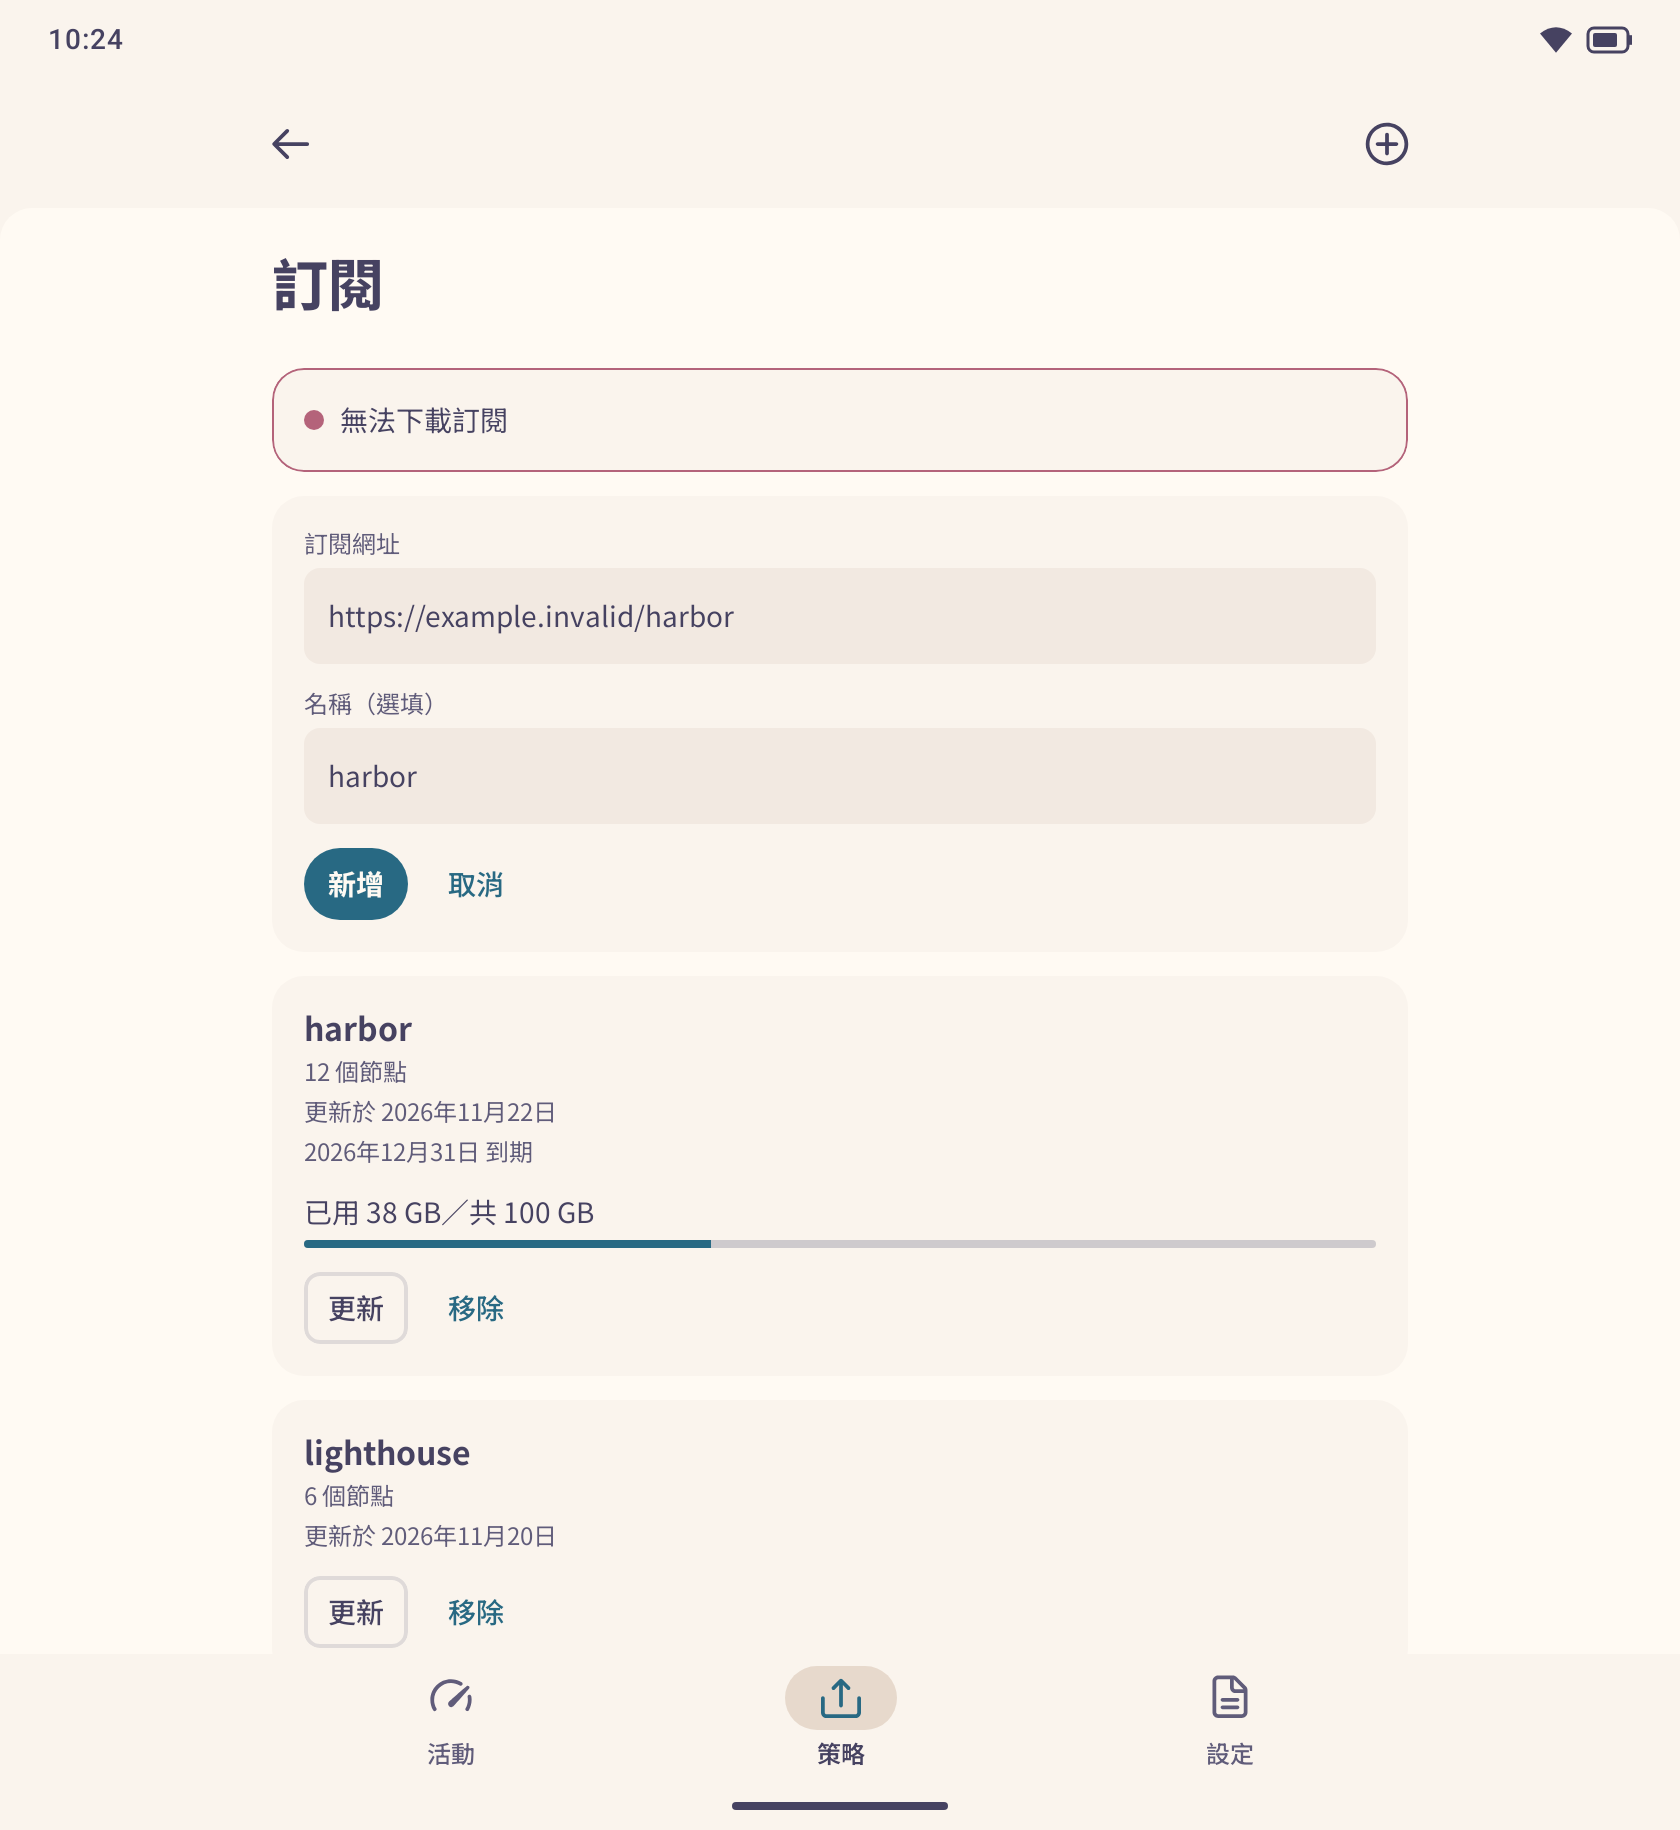 10:24
訂閱
無法下載訂閱
訂閱網址
https://example.invalid/harbor
名稱（選填）
harbor
新增
取消
harbor
12 個節點
更新於 2026年11月22日
2026年12月31日 到期
已用 38 GB／共 100 GB
更新
移除
lighthouse
6 個節點
更新於 2026年11月20日
更新
移除
活動
策略
設定